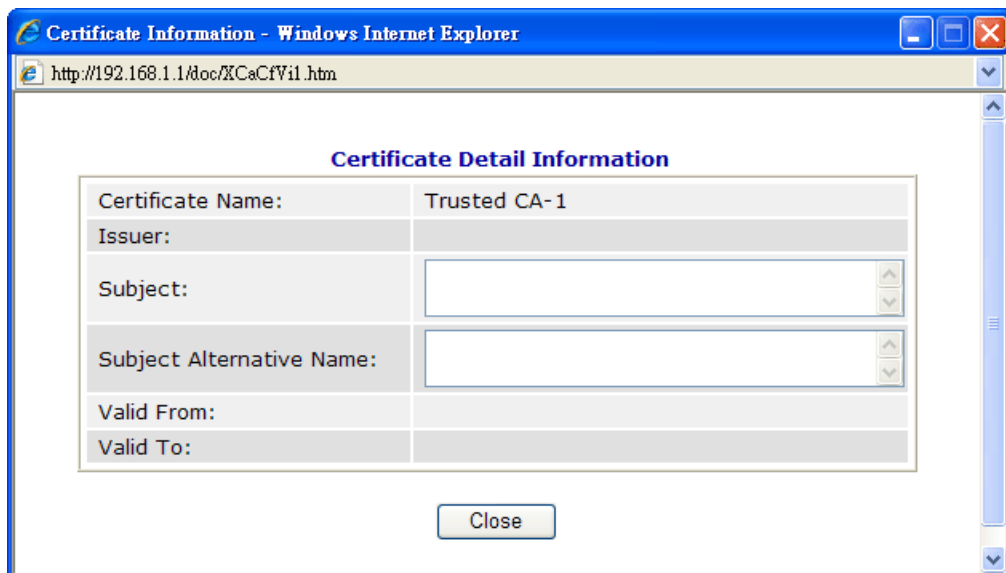 Certificate Information - Windows Internet Explorer
http://192.168.1.1/doc/XCaCfVi1.htm
Certificate Detail Information
Certificate Name: Trusted CA-1
Issuer:
Subject:
Subject Alternative Name:
Valid From:
Valid To:
Close